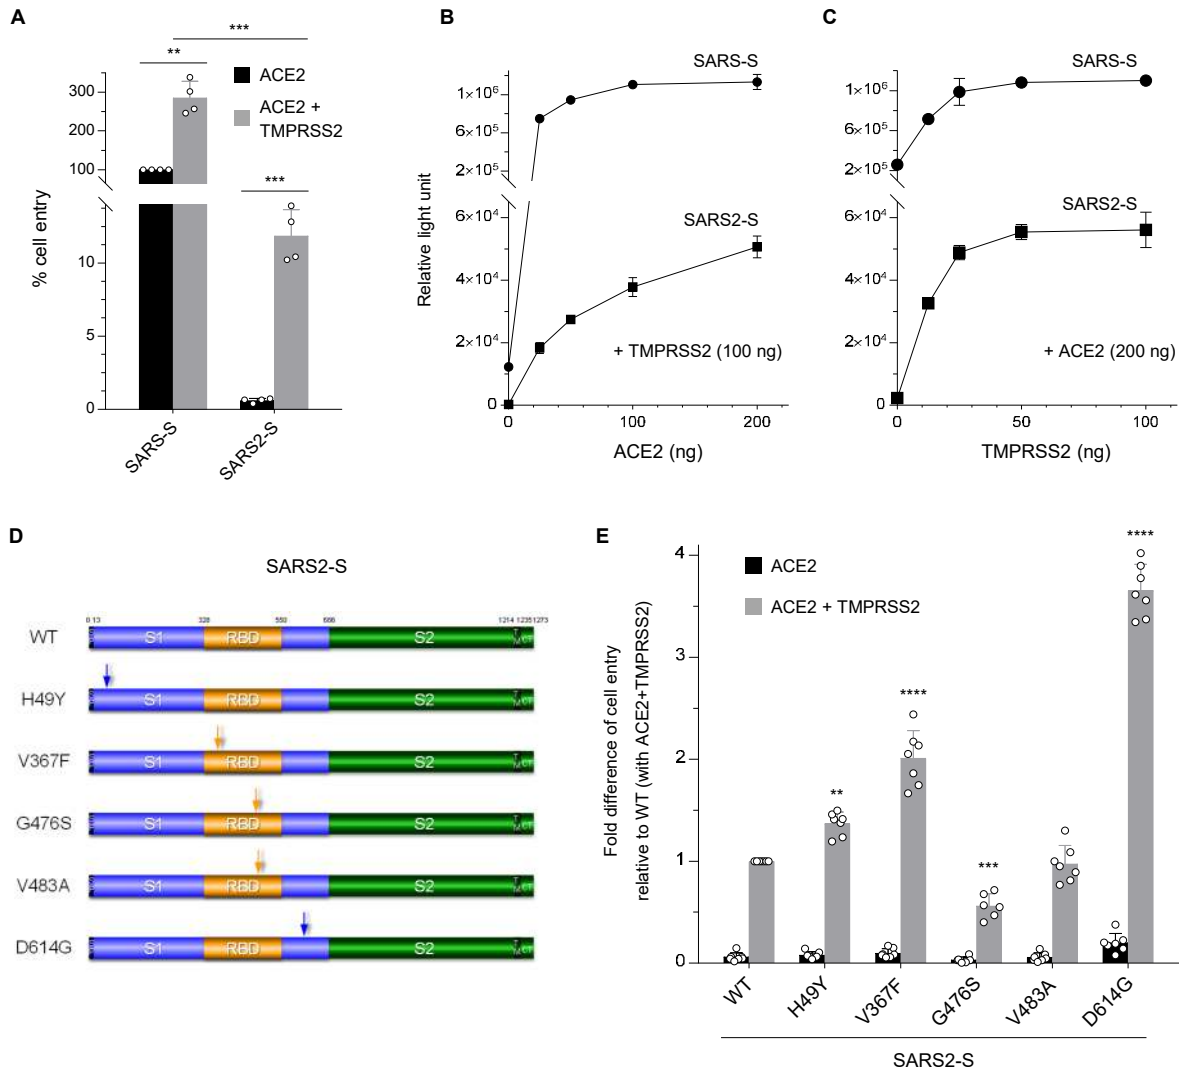 A
***
**
***
ACE2
ACE2 +
TMPRSS2
% cell entry
300
200
100
10
5
0
SARS-S
SARS2-S
B
SARS-S
1×10⁶
6×10⁵
2×10⁵
SARS2-S
6×10⁴
4×10⁴
2×10⁴
0
Relative light unit
+ TMPRSS2 (100 ng)
0
100
200
ACE2 (ng)
C
SARS-S
1×10⁶
6×10⁵
2×10⁵
SARS2-S
6×10⁴
4×10⁴
2×10⁴
0
+ ACE2 (200 ng)
0
50
100
TMPRSS2 (ng)
D
SARS2-S
0 13 550 1214 1235 1273
WT S1 RBD S2 CT
H49Y S1 RBD S2 CT
V367F S1 RBD S2 CT
G476S S1 RBD S2 CT
V483A S1 RBD S2 CT
D614G S1 RBD S2 CT
E
Fold difference of cell entry
relative to WT (with ACE2+TMPRSS2)
ACE2
ACE2 + TMPRSS2
4
3
2
1
0
**
****
***
****
WT
H49Y
V367F
G476S
V483A
D614G
SARS2-S